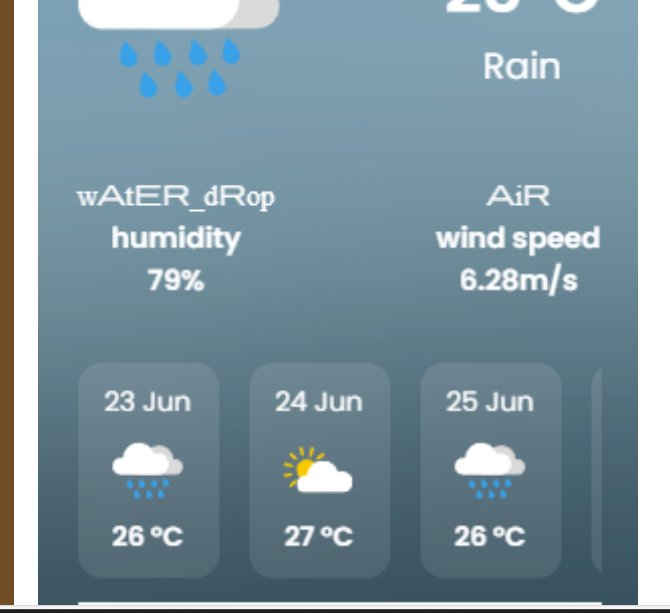 Rain
wAtER_dRop
AiR
humidity
wind speed
79%
6.28m/s
23 Jun
24 Jun
25 Jun
26 °C
27 °C
26 °C